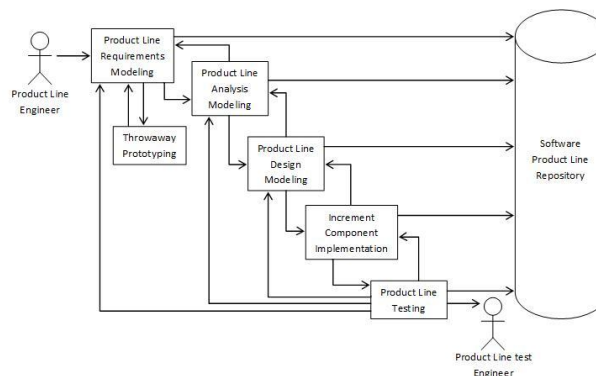 Product Line
Engineer
Product Line
Requirements
Modeling
Throwaway
Prototyping
Product Line
Analysis
Modeling
Product Line
Design
Modeling
Increment
Component
Implementation
Product Line
Testing
Product Line test
Engineer
Software
Product Line
Repository